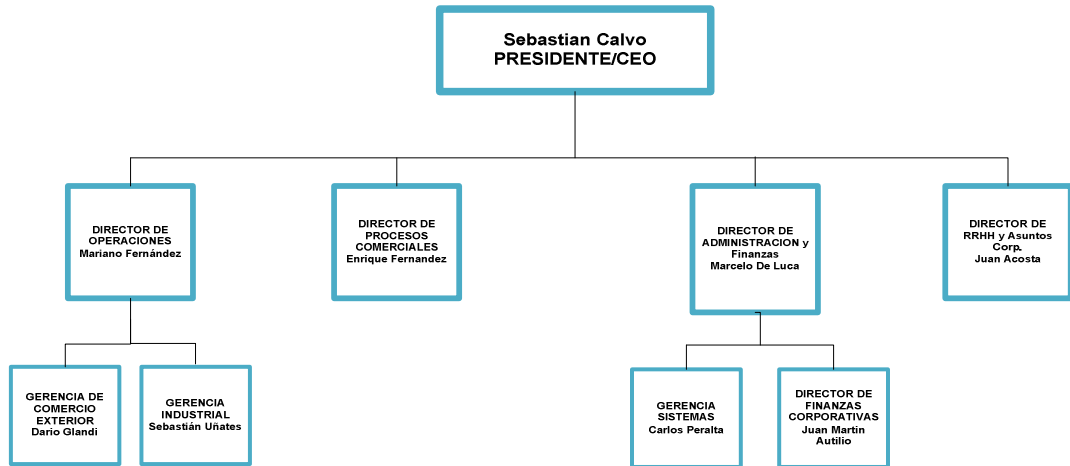 Sebastian Calvo
PRESIDENTE/CEO
DIRECTOR DE
OPERACIONES
Mariano Fernández
DIRECTOR DE
PROCESOS
COMERCIALES
Enrique Fernandez
DIRECTOR DE
ADMINISTRACION y
Finanzas
Marcelo De Luca
DIRECTOR DE
RRHH y Asuntos
Corp.
Juan Acosta
GERENCIA DE
COMERCIO
EXTERIOR
Dario Glandi
GERENCIA
INDUSTRIAL
Sebastián Uñates
GERENCIA
SISTEMAS
Carlos Peralta
DIRECTOR DE
FINANZAS
CORPORATIVAS
Juan Martin
Autilio